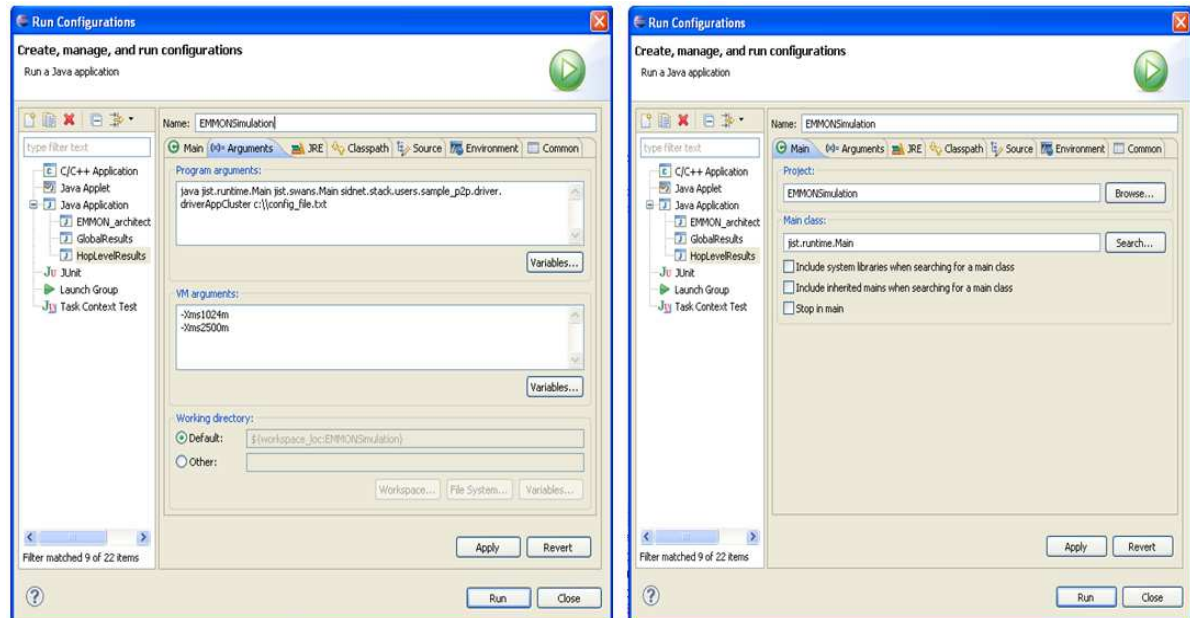 Run Configurations
Create, manage, and run configurations
Run a Java application
type filter text
C/C++ Application
Java Applet
Java Application
EMMON_architect
GlobalResults
HopLevelResults
JUnit
Launch Group
Task Context Test
Filter matched 9 of 22 items
Name: EMMONSimulation
Main (x)= Arguments JRE Classpath Source Environment Common
Program arguments:
java jist.runtime.Main jist.swans.Main sidnet.stack.users.sample_p2p.driver.
driverAppCluster c:\\config_file.txt
Variables...
VM arguments:
-Xms1024m
-Xms2500m
Variables...
Working directory:
Default: ${workspace_loc:EMMONSimulation}
Other:
Workspace... File System... Variables...
Apply Revert
Run Close
Run Configurations
Create, manage, and run configurations
Run a Java application
type filter text
C/C++ Application
Java Applet
Java Application
EMMON_architect
GlobalResults
HopLevelResults
JUnit
Launch Group
Task Context Test
Filter matched 9 of 22 items
Name: EMMONSimulation
Main (x)= Arguments JRE Classpath Source Environment Common
Project:
EMMONSimulation Browse...
Main class:
jist.runtime.Main Search...
Include system libraries when searching for a main class
Include inherited mains when searching for a main class
Stop in main
Apply Revert
Run Close